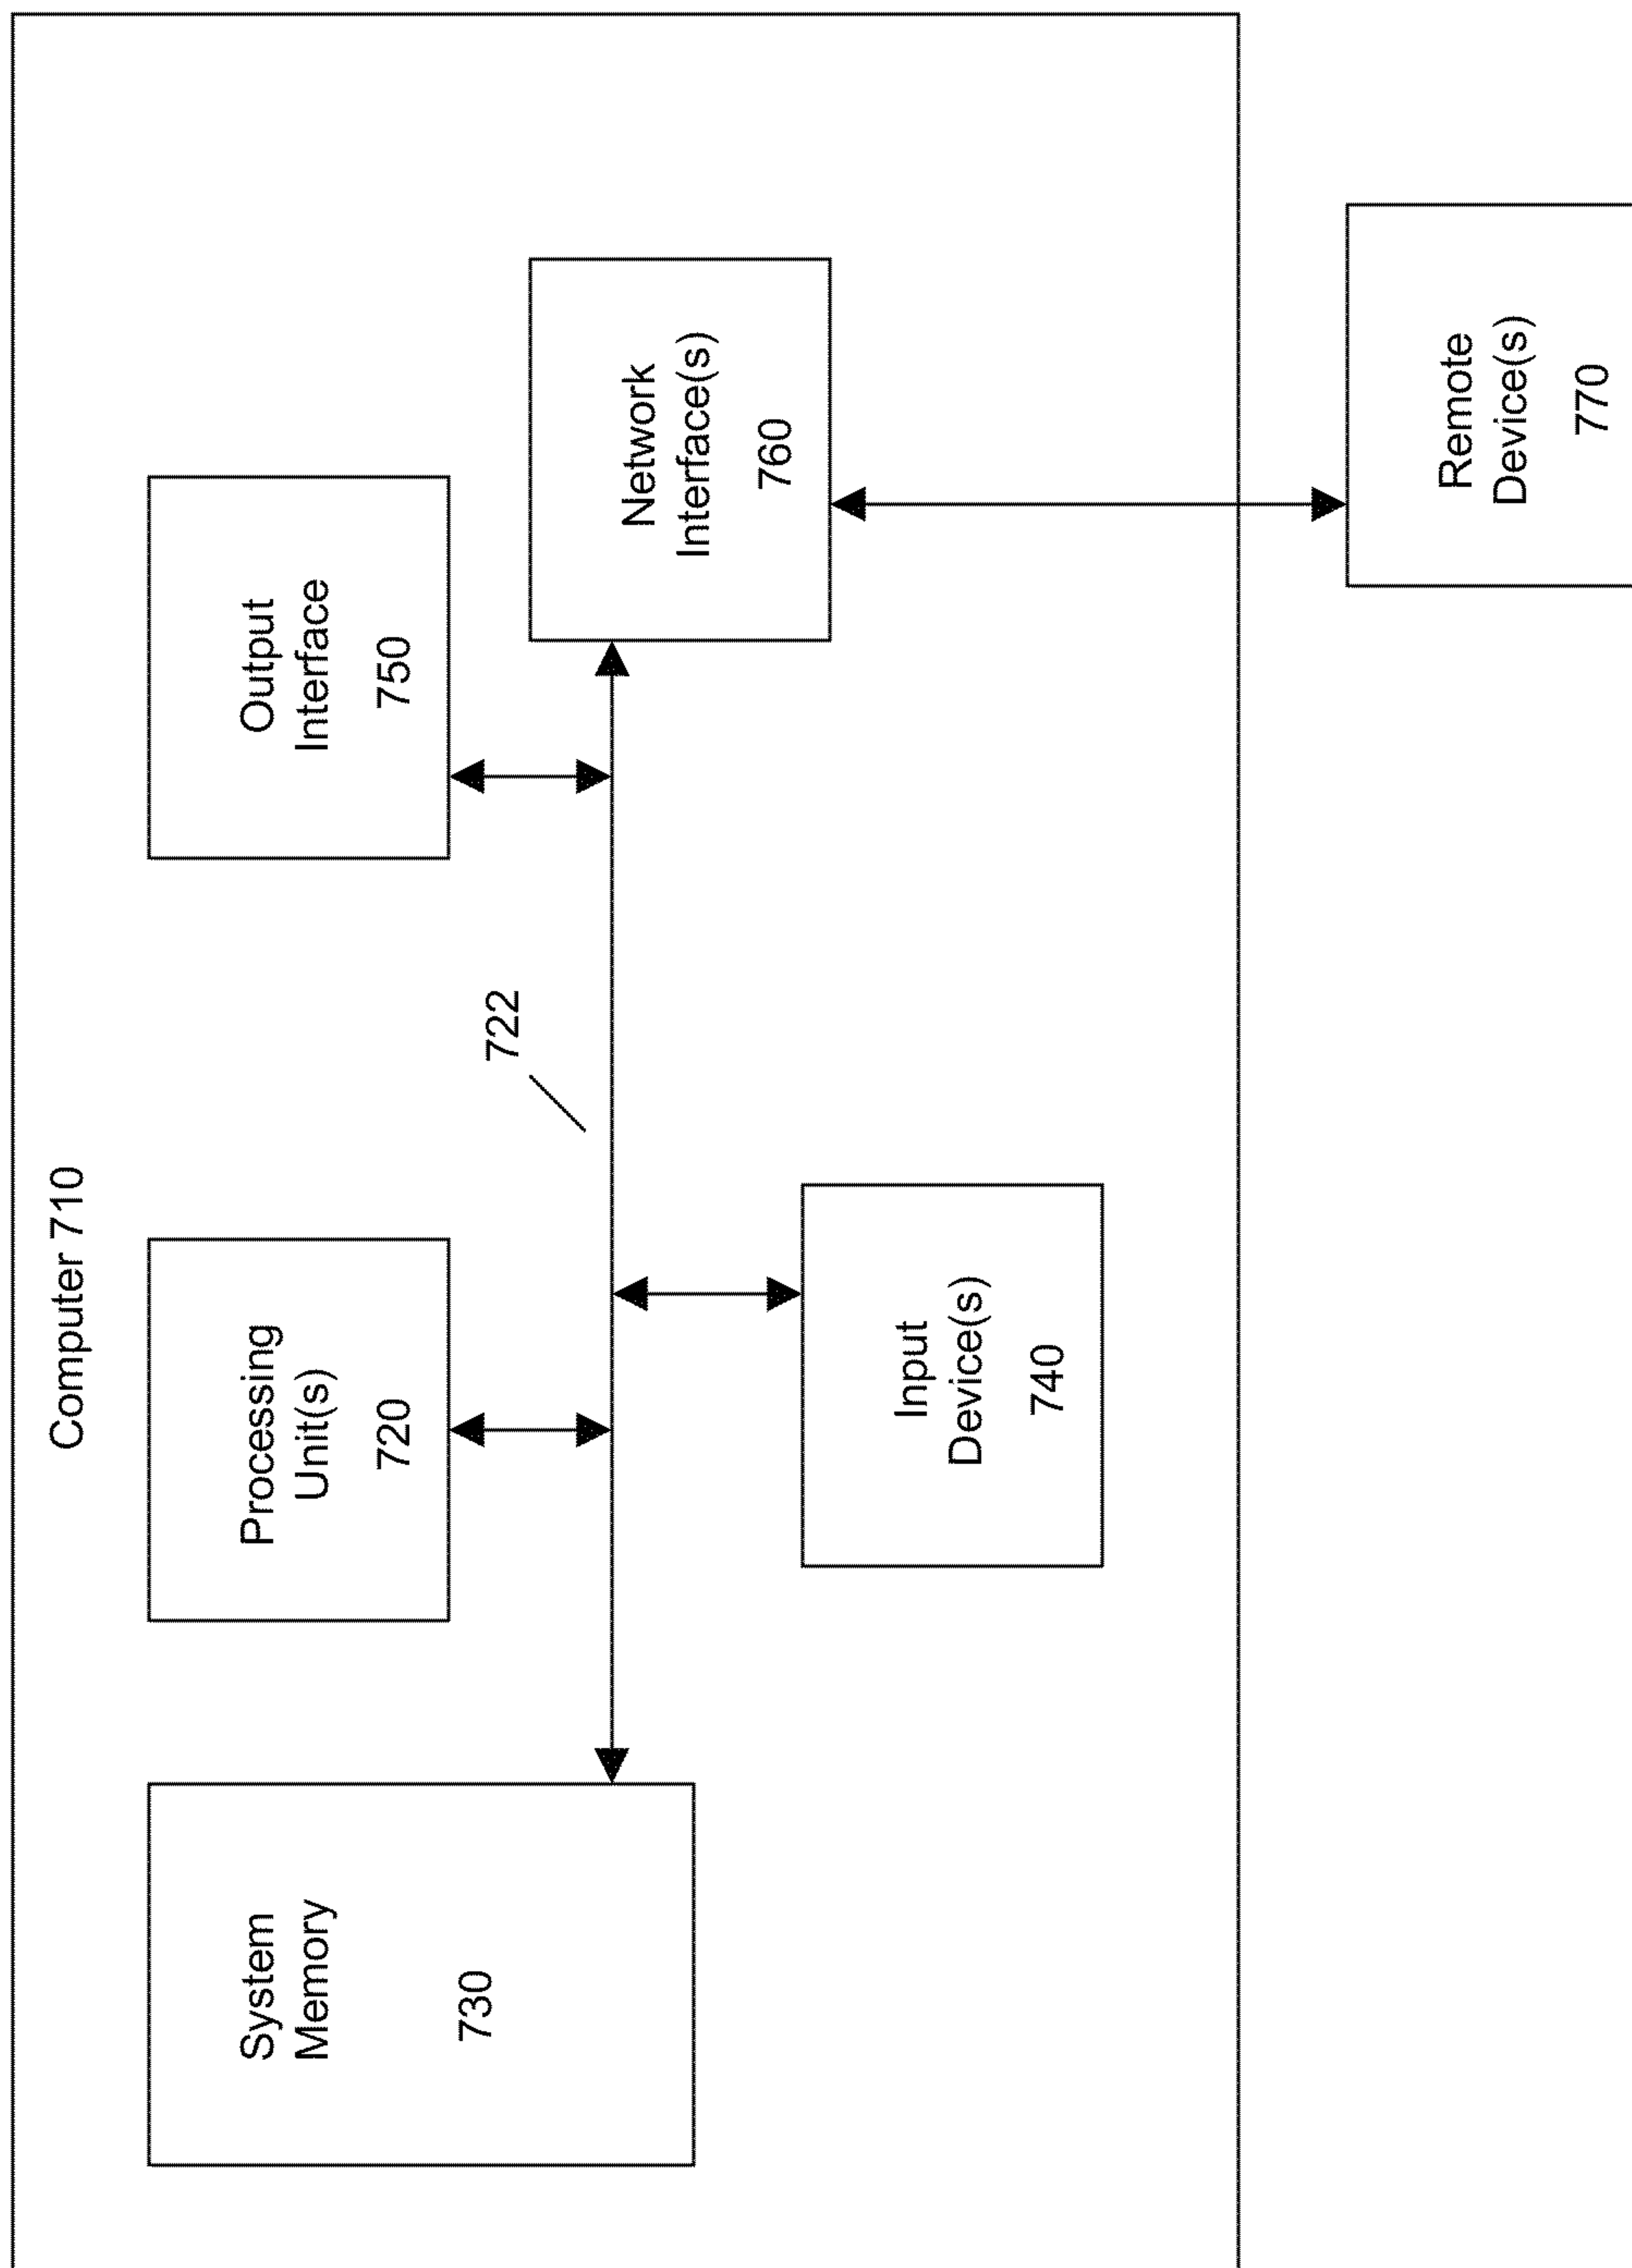 Computer 710
System
Memory
730
Processing
Unit(s)
720
Output
Interface
750
722
Network
Interface(s)
760
Input
Device(s)
740
Remote
Device(s)
770